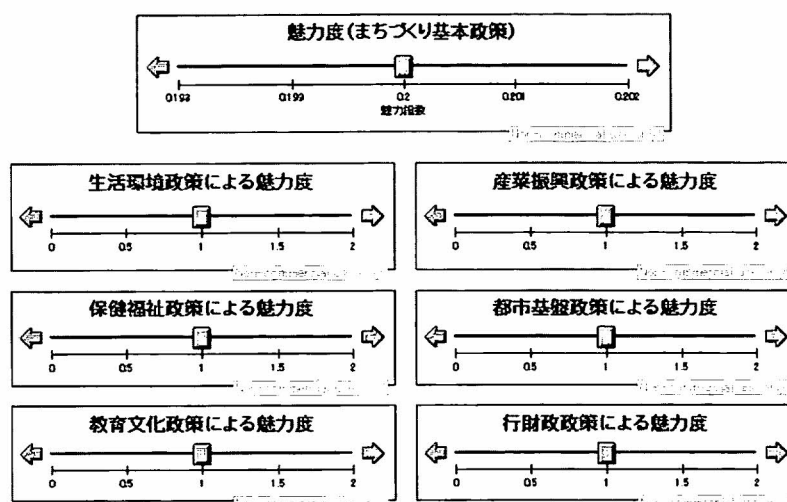 魅力度(まちづくり基本政策)
0.193 0.199 0.2 0.201 0.202
魅力指数
生活環境政策による魅力度
0 0.5 1 1.5 2
産業振興政策による魅力度
0 0.5 1 1.5 2
保健福祉政策による魅力度
0 0.5 1 1.5 2
都市基盤政策による魅力度
0 0.5 1 1.5 2
教育文化政策による魅力度
0 0.5 1 1.5 2
行財政政策による魅力度
0 0.5 1 1.5 2